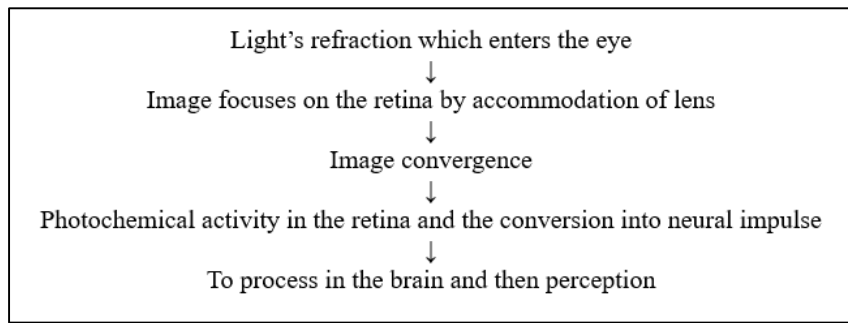 Light’s refraction which enters the eye
↓
Image focuses on the retina by accommodation of lens
↓
Image convergence
↓
Photochemical activity in the retina and the conversion into neural impulse
↓
To process in the brain and then perception